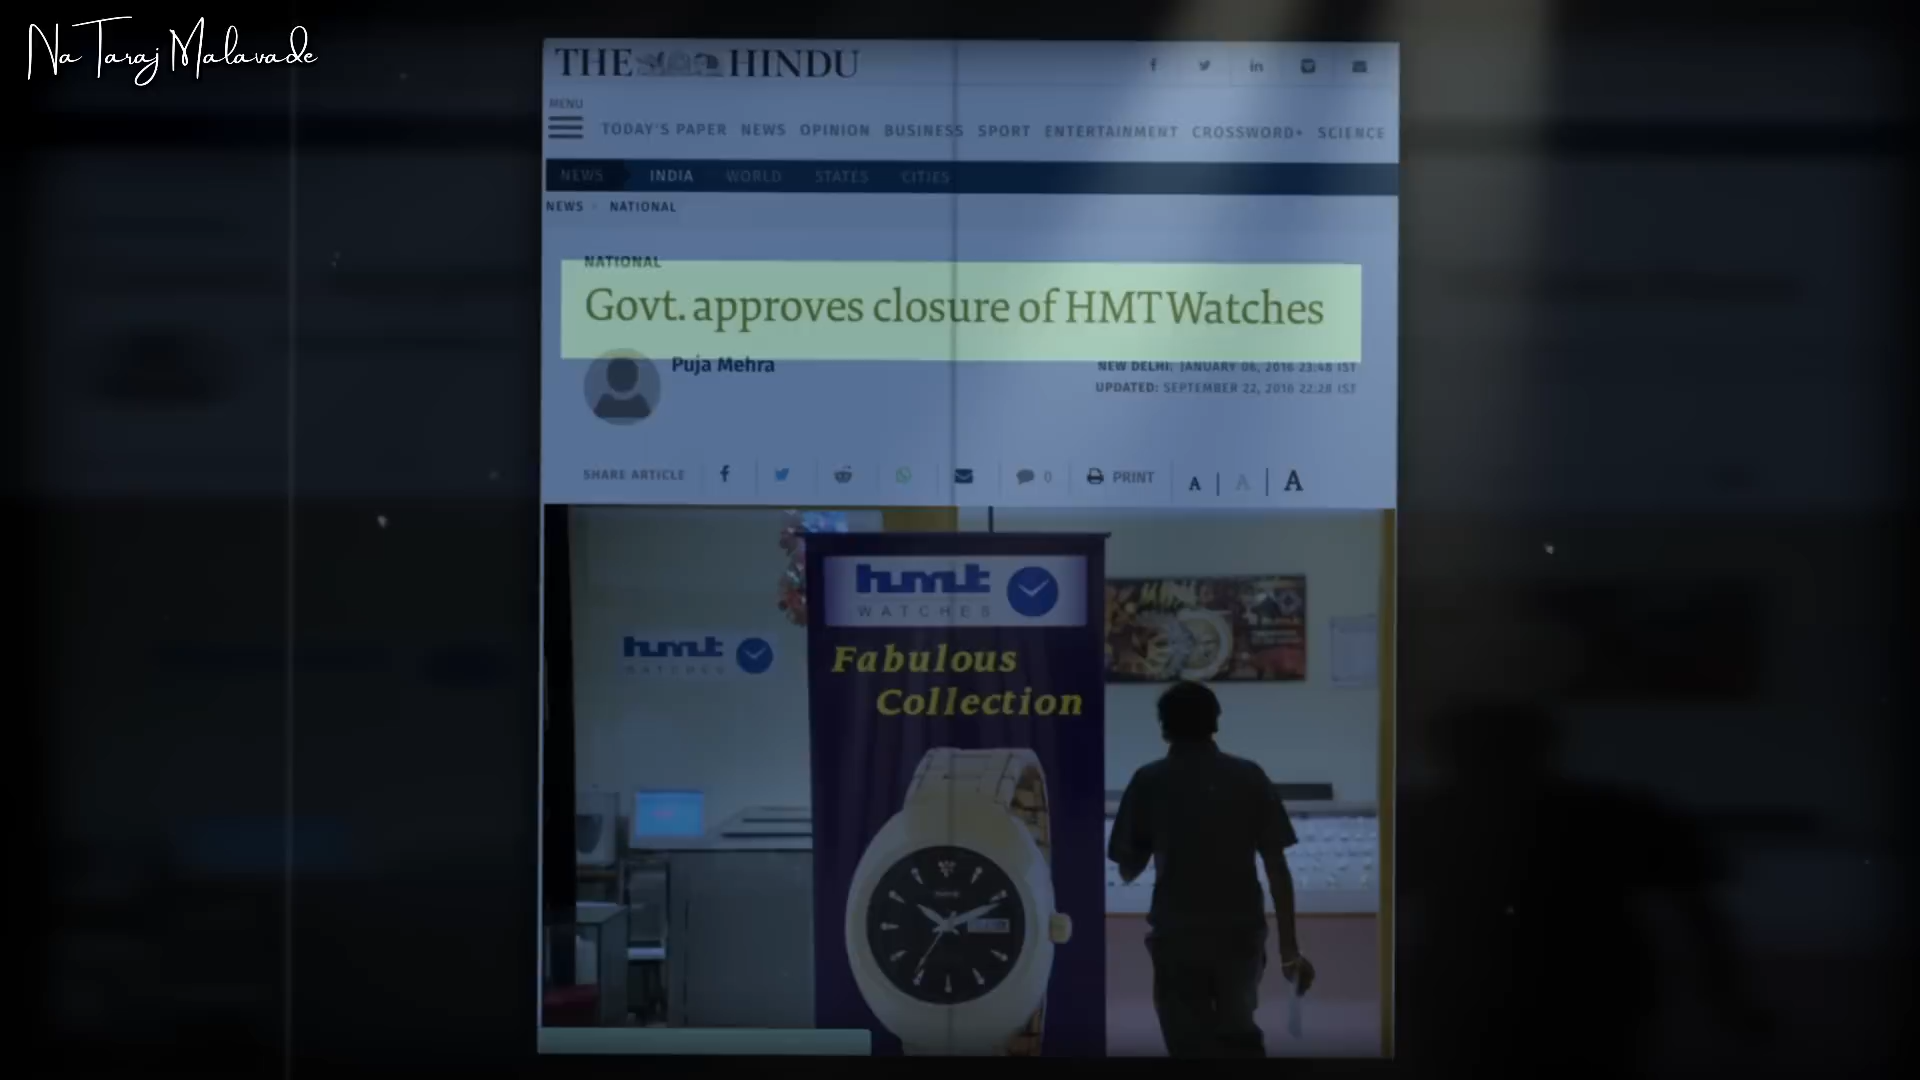 Na Taraj Malavade
THE HINDU
MENU
TODAY'S PAPER NEWS OPINION BUSINESS SPORT ENTERTAINMENT CROSSWORD+ SCIENCE
NEWS INDIA WORLD STATES CITIES
NEWS NATIONAL
NATIONAL
Govt. approves closure of HMT Watches
Puja Mehra
NEW DELHI: JANUARY 06, 2016 23:48 IST
UPDATED: SEPTEMBER 22, 2016 22:28 IST
SHARE ARTICLE 0 PRINT A A A
hmt
WATCHES
hmt
WATCHES
Fabulous
Collection